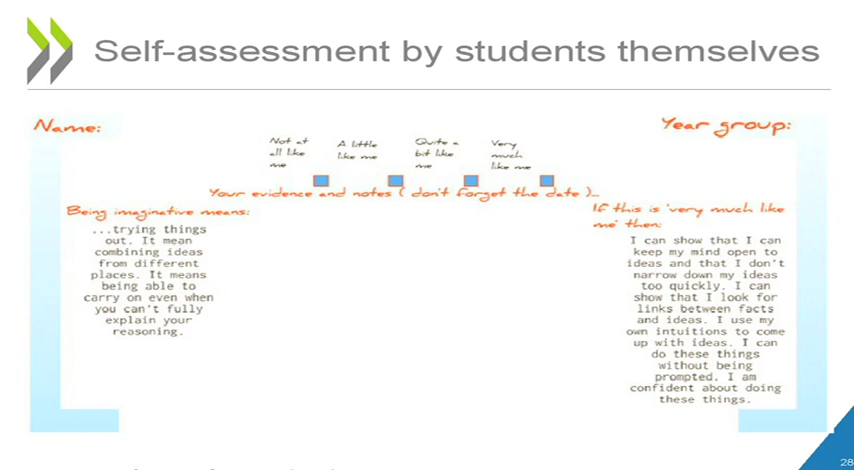 Self-assessment by students themselves
Name:
Year group:
Not at
all like
me
A little
like me
Quite a
bit like
me
Very
much
like me
Your evidence and notes ( don't forget the date )...
Being imaginative means:
...trying things
out. It mean
combining ideas
from different
places. It means
being able to
carry on even when
you can't fully
explain your
reasoning.
If this is 'very much like
me' then:
I can show that I can
keep my mind open to
ideas and that I don't
narrow down my ideas
too quickly. I can
show that I look for
links between facts
and ideas. I use my
own intuitions to come
up with ideas. I can
do these things
without being
prompted. I am
confident about doing
these things.
28